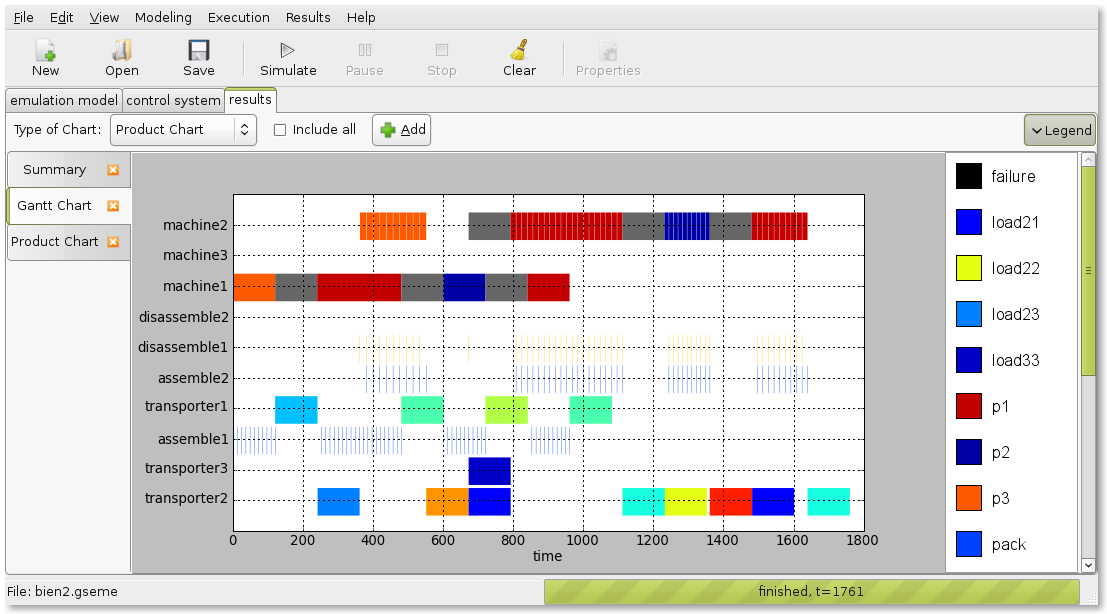 File Edit View Modeling Execution Results Help
New Open Save Simulate Pause Stop Clear Properties
emulation model control system results
Type of Chart: Product Chart Include all Add Legend
Summary
Gantt Chart
Product Chart
machine2
machine3
machine1
disassemble2
disassemble1
assemble2
transporter1
assemble1
transporter3
transporter2
0 200 400 600 800 1000 1200 1400 1600 1800
time
failure
load21
load22
load23
load33
p1
p2
p3
pack
File: bien2.gseme finished, t=1761